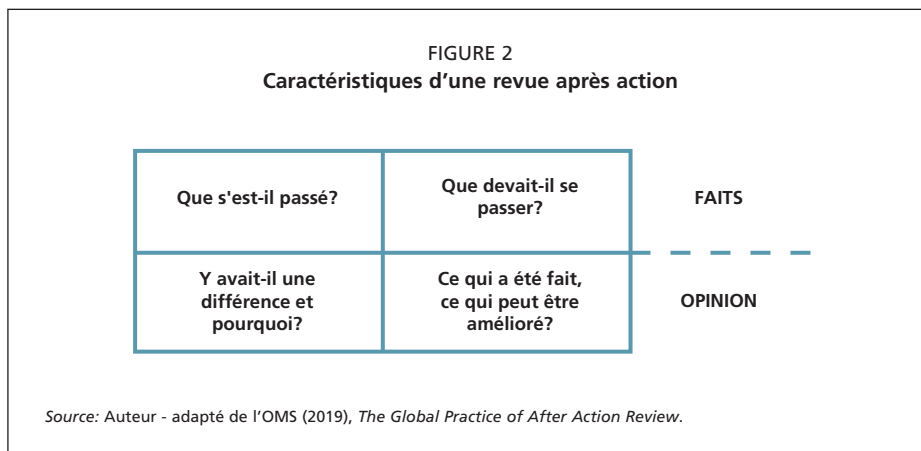 FIGURE 2
Caractéristiques d'une revue après action
Que s'est-il passé?
Que devait-il se
passer?
FAITS
Y avait-il une
différence et
pourquoi?
Ce qui a été fait,
ce qui peut être
amélioré?
OPINION
Source: Auteur - adapté de l'OMS (2019), The Global Practice of After Action Review.